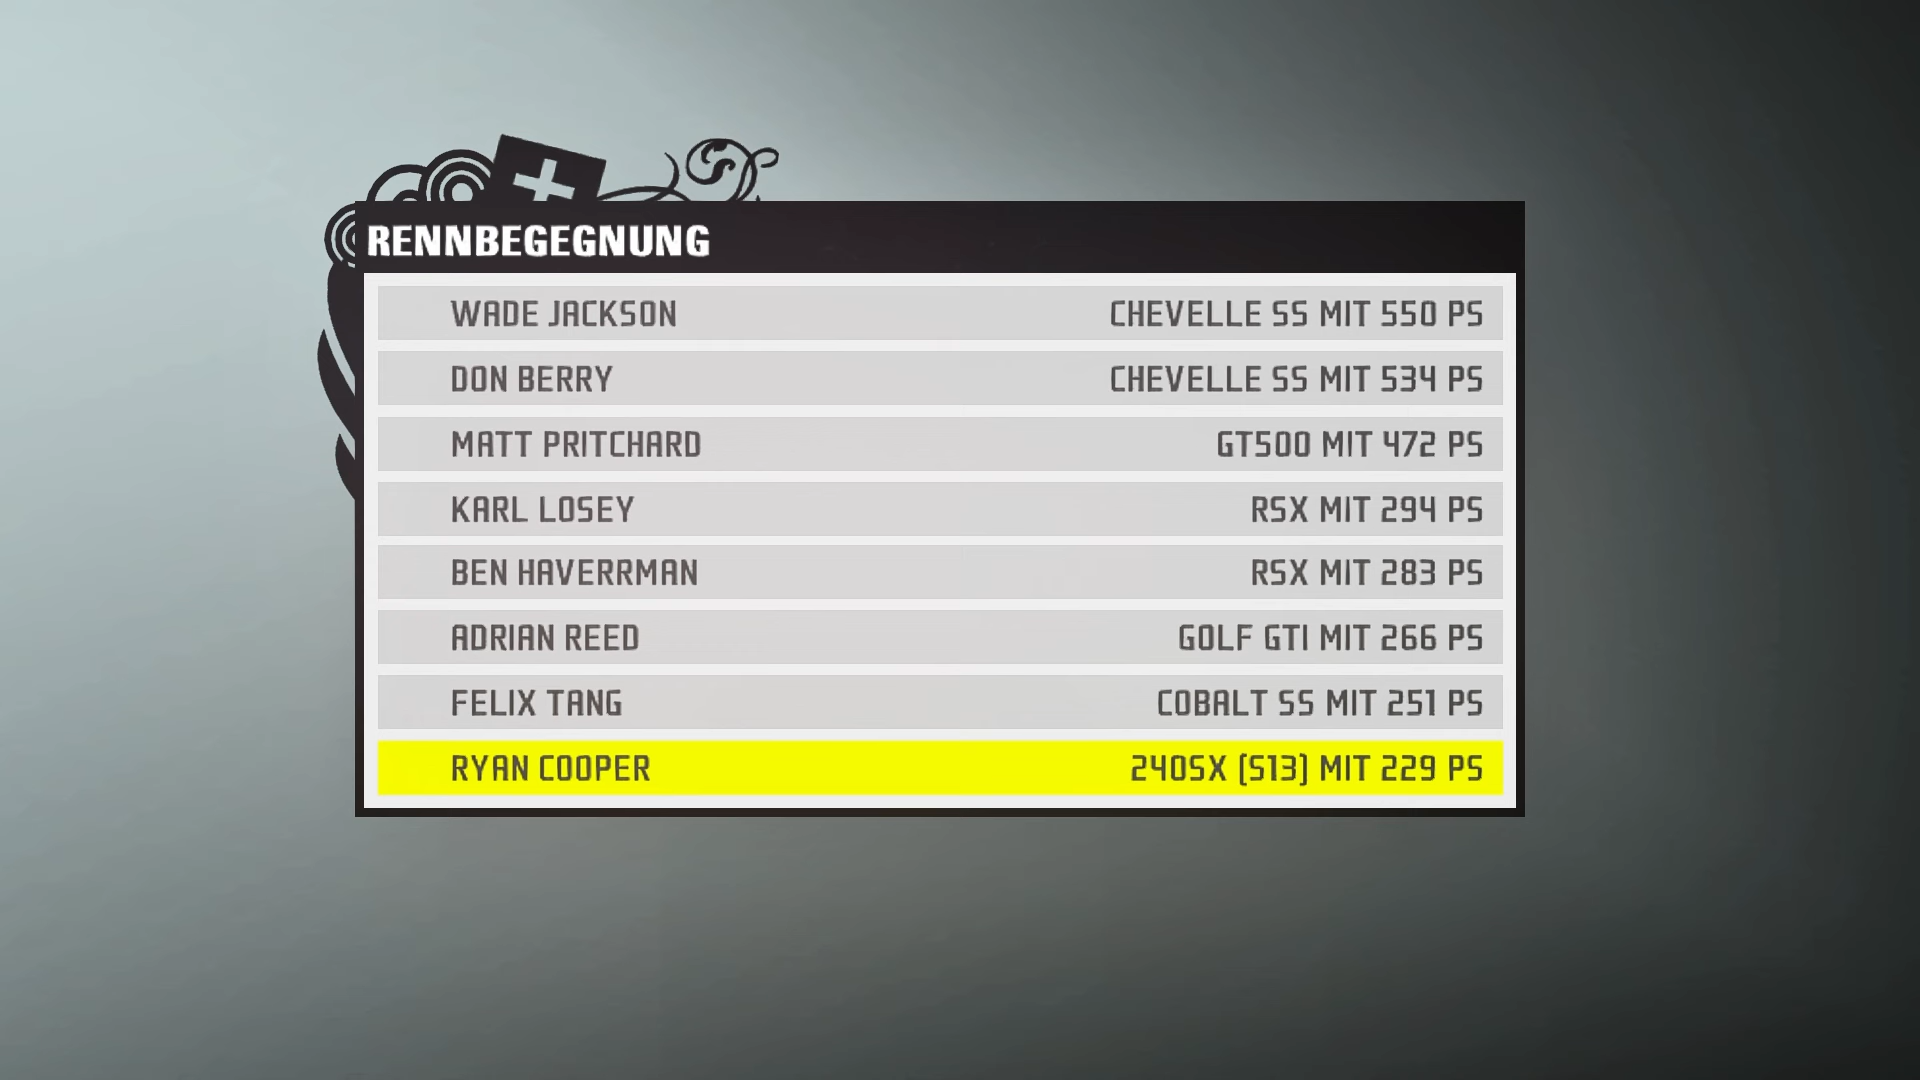 RENNBEGEGNUNG
WADE JACKSON CHEVELLE SS MIT 550 PS
DON BERRY CHEVELLE SS MIT 534 PS
MATT PRITCHARD GT500 MIT 472 PS
KARL LOSEY RSX MIT 294 PS
BEN HAVERRMAN RSX MIT 283 PS
ADRIAN REED GOLF GTI MIT 266 PS
FELIX TANG COBALT SS MIT 251 PS
RYAN COOPER 240SX (S13) MIT 229 PS